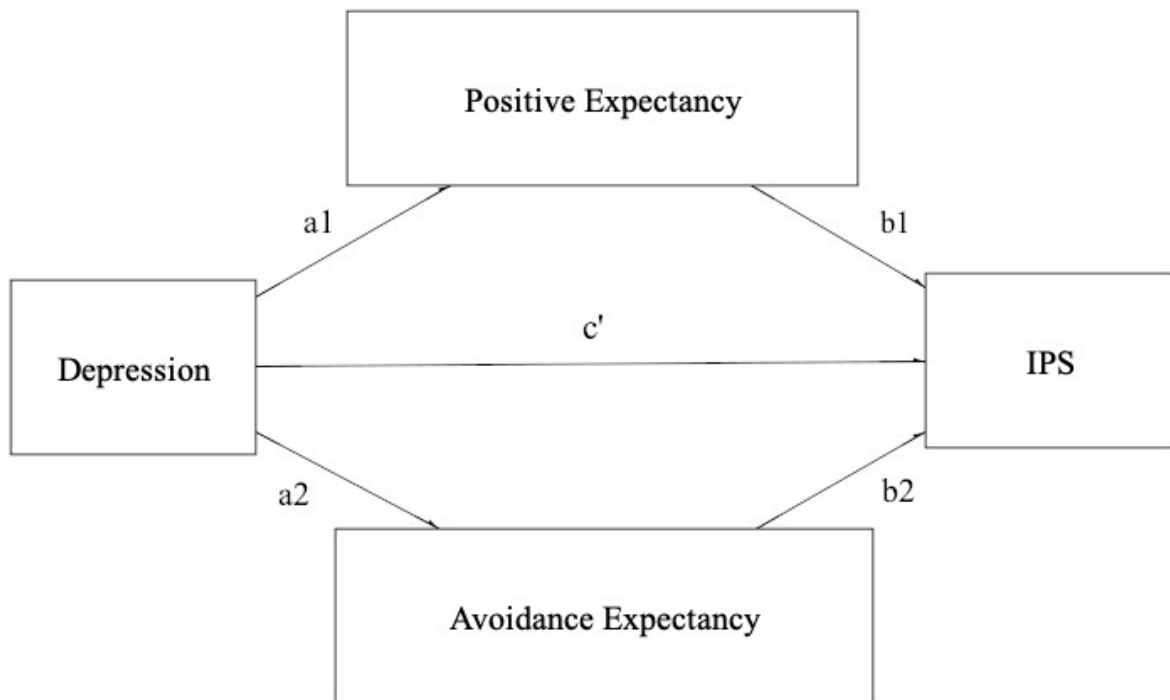 Positive Expectancy
a1
b1
c'
Depression
IPS
a2
b2
Avoidance Expectancy